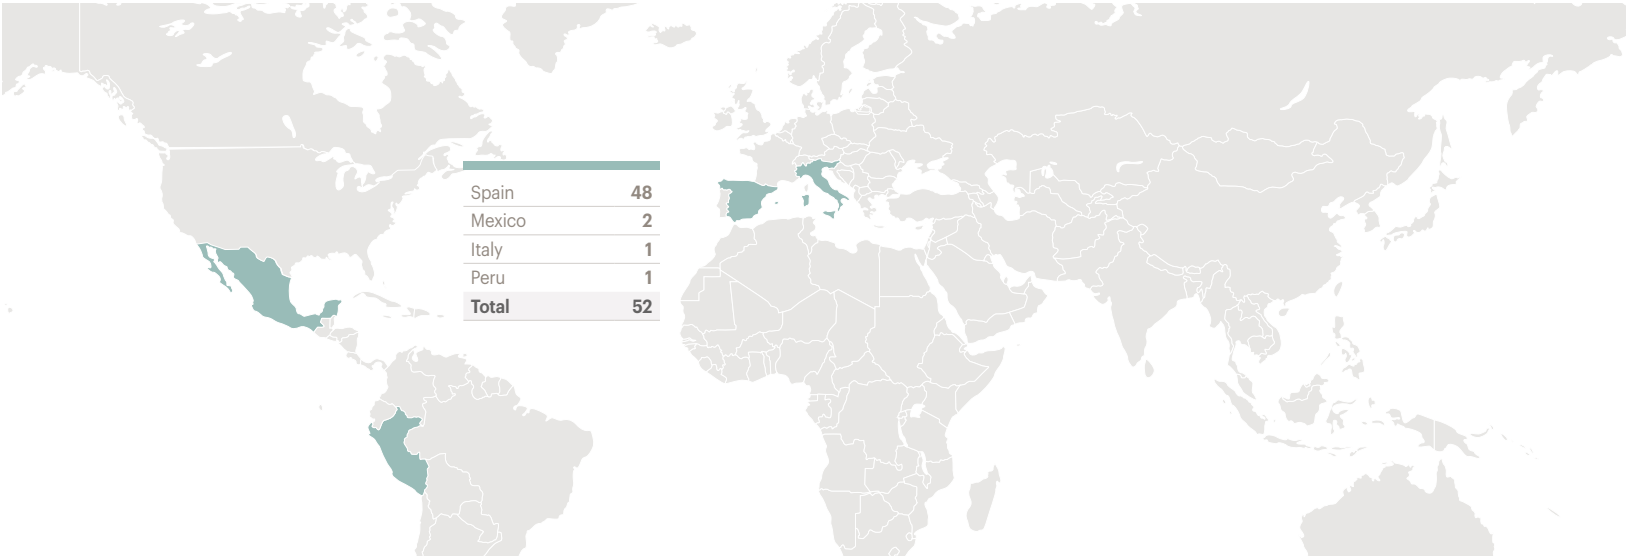 Spain 48
Mexico 2
Italy 1
Peru 1
Total 52